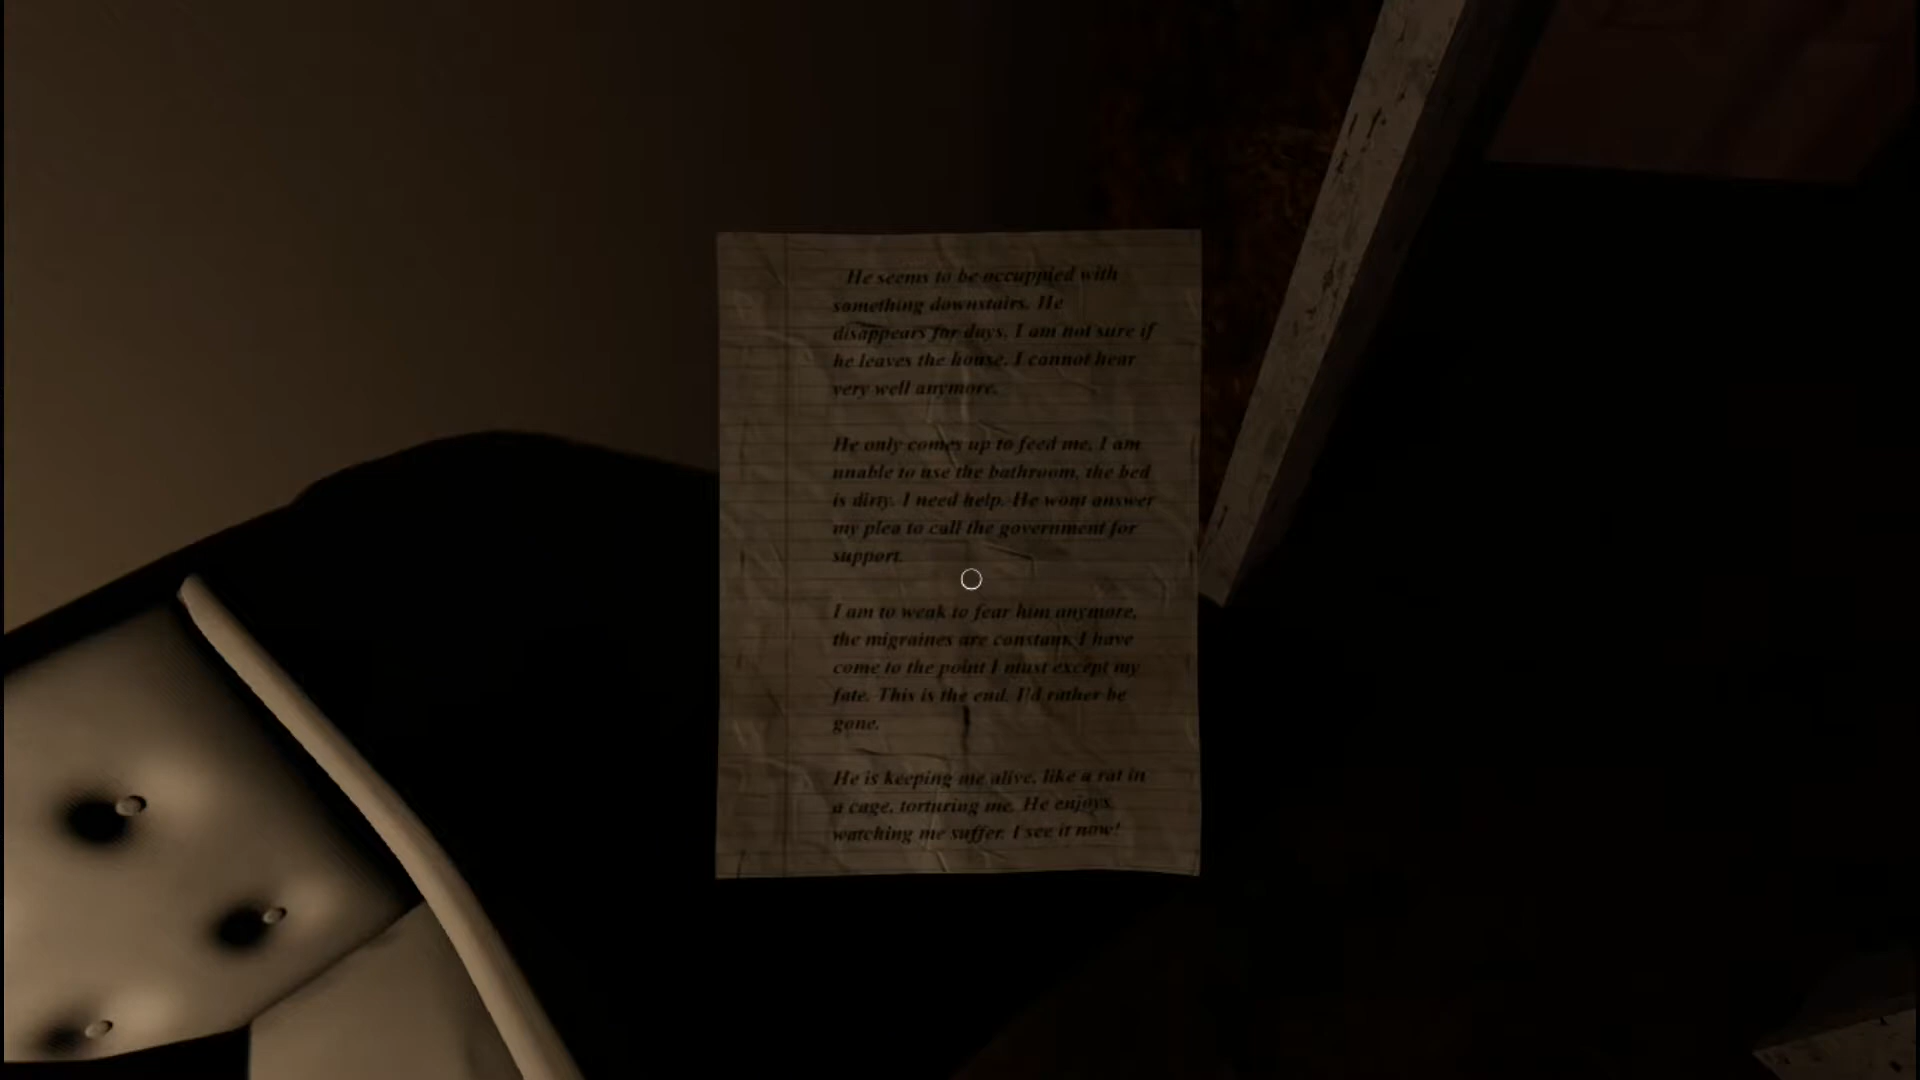 He seems to be occuppied with
something downstairs. He
disappears for days. I am not sure if
he leaves the house. I cannot hear
very well anymore.
He only comes up to feed me. I am
unable to use the bathroom, the bed
is dirty. I need help. He wont answer
my plea to call the government for
support.
I am to weak to fear him anymore,
the migraines are constant. I have
come to the point I must except my
fate. This is the end. I'd rather be
gone.
He is keeping me alive, like a rat in
a cage, torturing me. He enjoys
watching me suffer. I see it now!